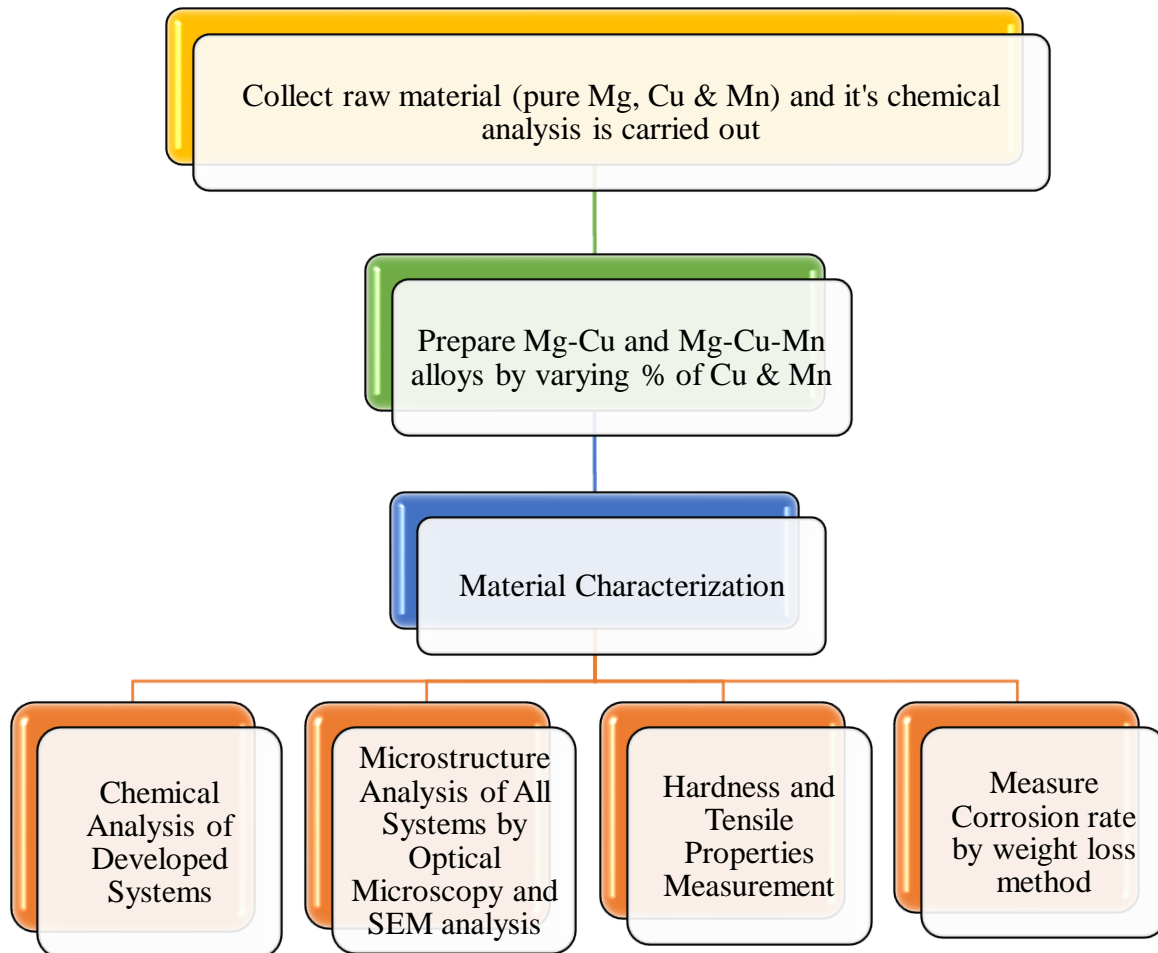 Collect raw material (pure Mg, Cu & Mn) and it's chemical
analysis is carried out
Prepare Mg-Cu and Mg-Cu-Mn
alloys by varying % of Cu & Mn
Material Characterization
Chemical
Analysis of
Developed
Systems
Microstructure
Analysis of All
Systems by
Optical
Microscopy and
SEM analysis
Hardness and
Tensile
Properties
Measurement
Measure
Corrosion rate
by weight loss
method